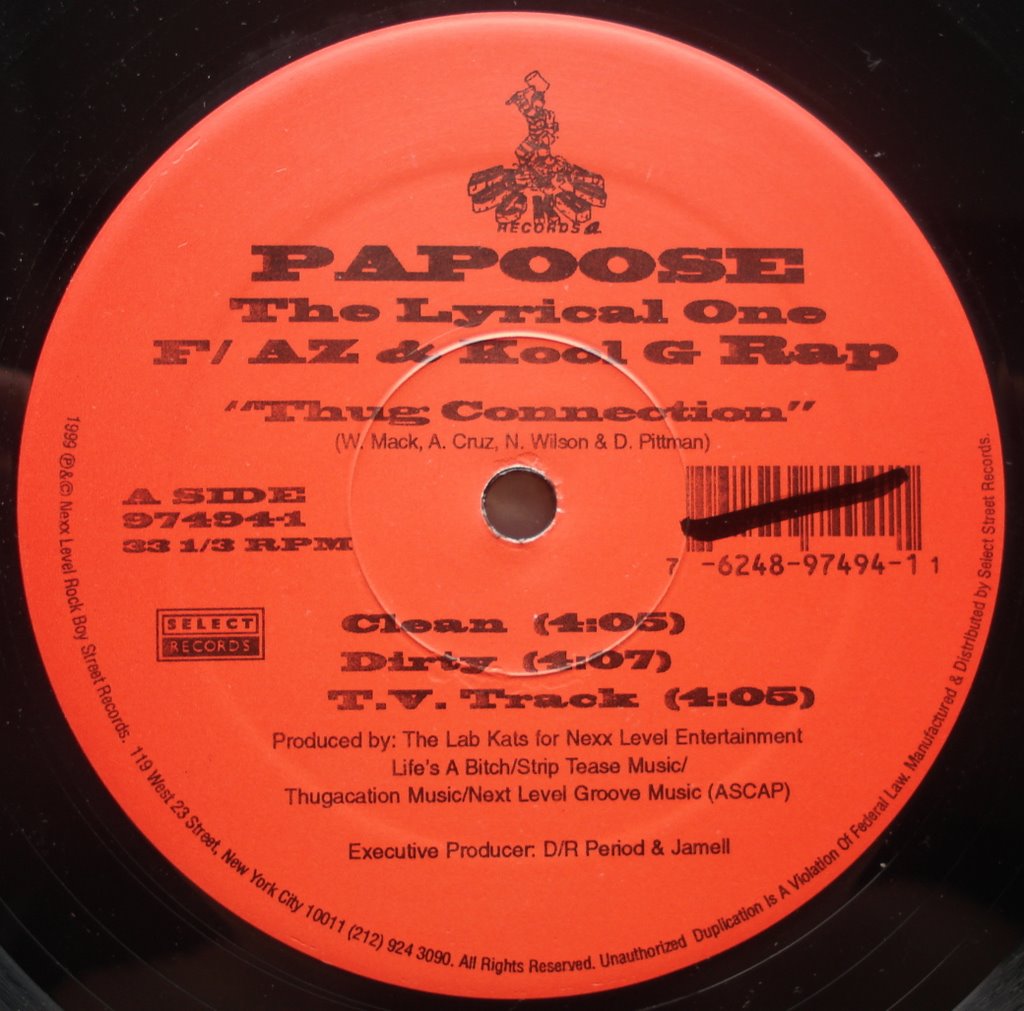 RECORDS
PAPOOSE
The Lyrical One
F/ AZ & Kool G Rap
““Thug Connection”
(W. Mack, A. Cruz, N. Wilson & D. Pittman)
A SIDE
97494-1
33 1/3 RPM
7 -6248-97494-1 1
SELECT
RECORDS
Clean (4:05)
Dirty (4:07)
T.V. Track (4:05)
Produced by: The Lab Kats for Nexx Level Entertainment
Life's A Bitch/Strip Tease Music/
Thugacation Music/Next Level Groove Music (ASCAP)
Executive Producer: D/R Period & Jamell
1999 ℗&© Nexx Level Rock Boy Street Records. 119 West 23 Street, New York City 10011 (212) 924 3090. All Rights Reserved. Unauthorized Duplication Is A Violation Of Federal Law. Manufactured & Distributed by Select Street Records.